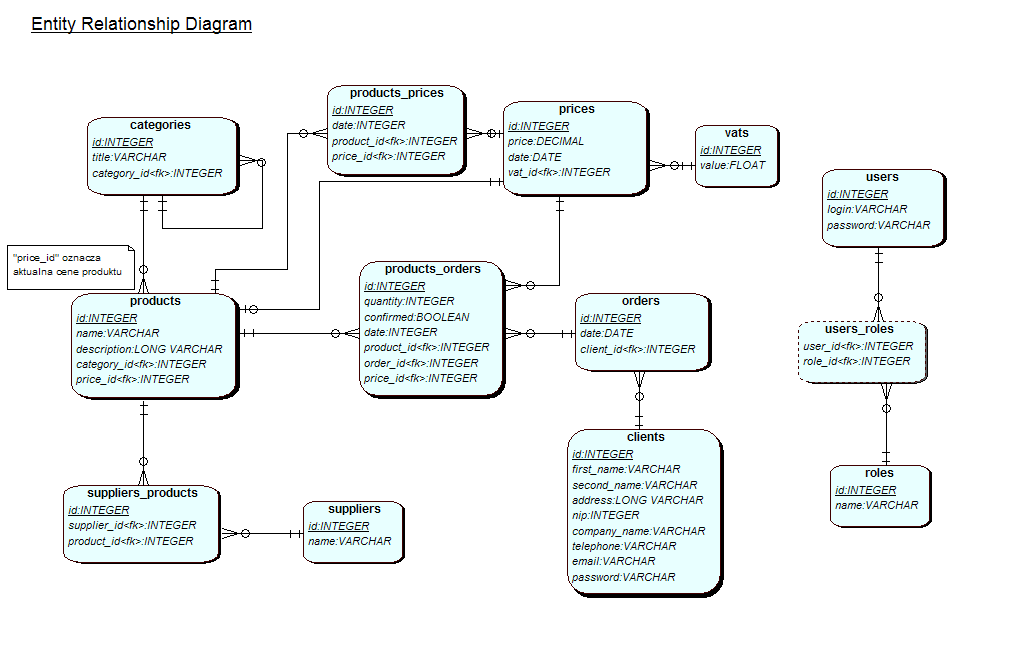 Entity Relationship Diagram
products_prices
id:INTEGER
date:INTEGER
product_id<fk>:INTEGER
price_id<fk>:INTEGER
prices
id:INTEGER
price:DECIMAL
date:DATE
vat_id<fk>:INTEGER
categories
id:INTEGER
title:VARCHAR
category_id<fk>:INTEGER
vats
id:INTEGER
value:FLOAT
users
id:INTEGER
login:VARCHAR
password:VARCHAR
"price_id" oznacza
aktualna cene produktu
products
id:INTEGER
name:VARCHAR
description:LONG VARCHAR
category_id<fk>:INTEGER
price_id<fk>:INTEGER
products_orders
id:INTEGER
quantity:INTEGER
confirmed:BOOLEAN
date:INTEGER
product_id<fk>:INTEGER
order_id<fk>:INTEGER
price_id<fk>:INTEGER
orders
id:INTEGER
date:DATE
client_id<fk>:INTEGER
users_roles
user_id<fk>:INTEGER
role_id<fk>:INTEGER
clients
id:INTEGER
first_name:VARCHAR
second_name:VARCHAR
address:LONG VARCHAR
nip:INTEGER
company_name:VARCHAR
telephone:VARCHAR
email:VARCHAR
password:VARCHAR
roles
id:INTEGER
name:VARCHAR
suppliers_products
id:INTEGER
supplier_id<fk>:INTEGER
product_id<fk>:INTEGER
suppliers
id:INTEGER
name:VARCHAR